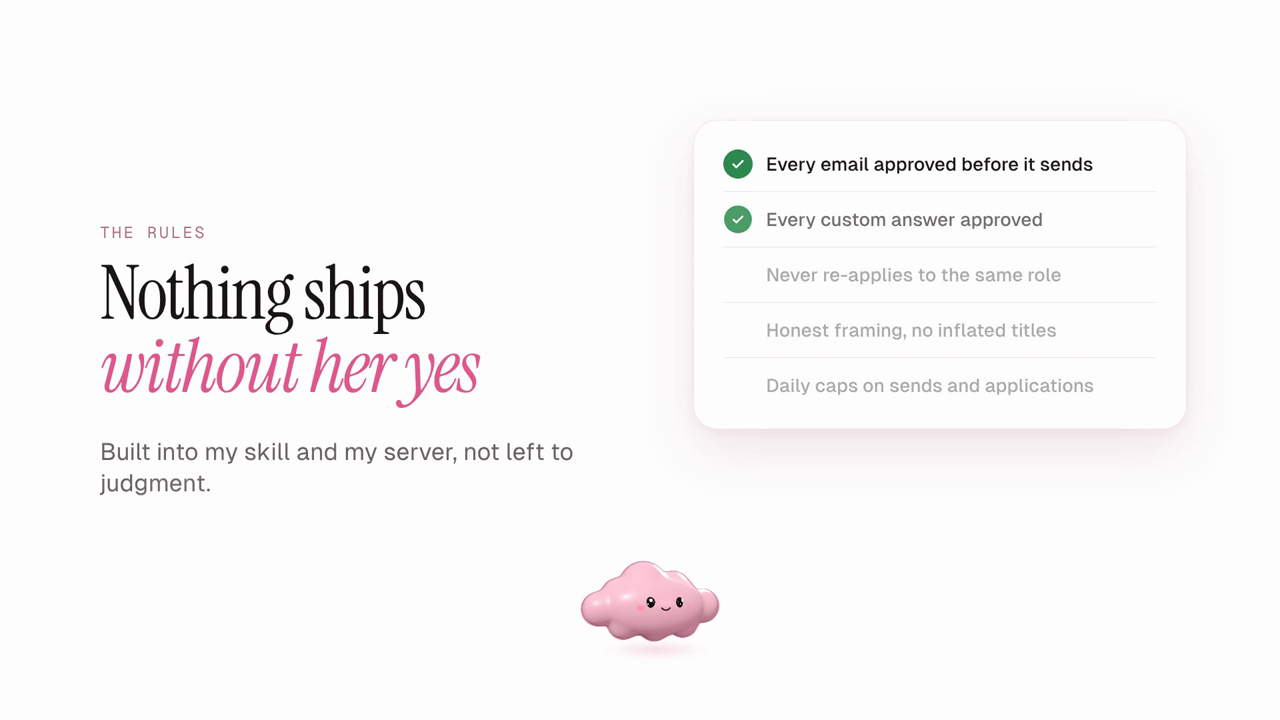 THE RULES
Nothing ships
without her yes
Built into my skill and my server, not left to
judgment.
Every email approved before it sends
Every custom answer approved
Never re-applies to the same role
Honest framing, no inflated titles
Daily caps on sends and applications